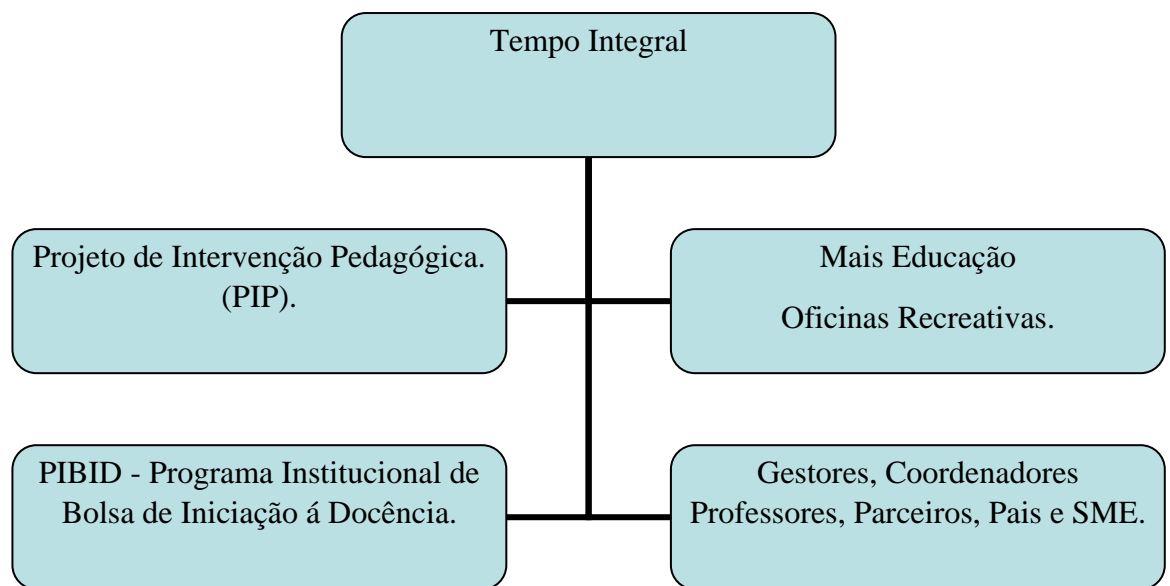 Tempo Integral
Projeto de Intervenção Pedagógica.
(PIP).
Mais Educação
Oficinas Recreativas.
PIBID - Programa Institucional de
Bolsa de Iniciação á Docência.
Gestores, Coordenadores
Professores, Parceiros, Pais e SME.